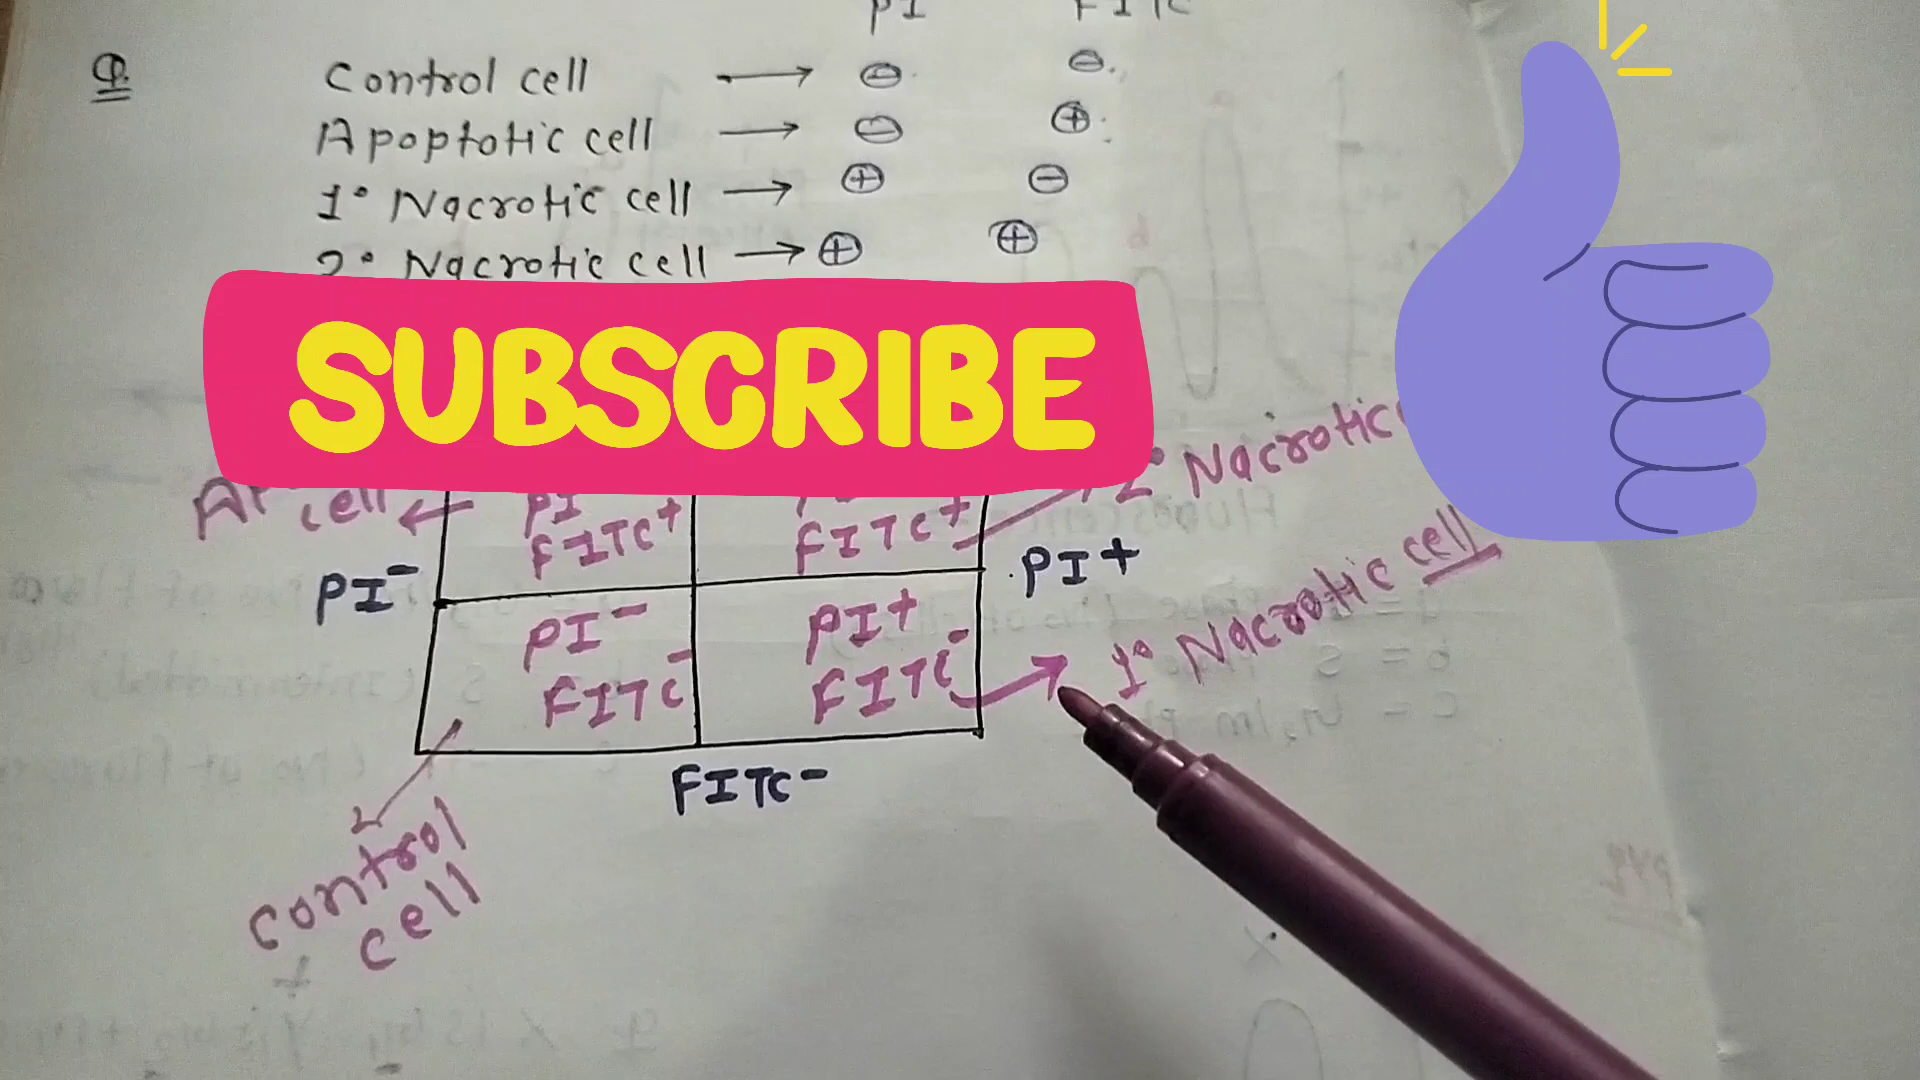 PI FITC
Q.
Control cell → ⊖ ⊖
Apoptotic cell → ⊖ ⊕
1° Nacrotic cell → ⊕ ⊖
2° Nacrotic cell → ⊕ ⊕
SUBSCRIBE
2° Nacrotic
cell
PI
FITC+
FITC+
PI-
PI+
1° Nacrotic cell
PI-
FITC-
PI+
FITC-
FITC-
control
cell